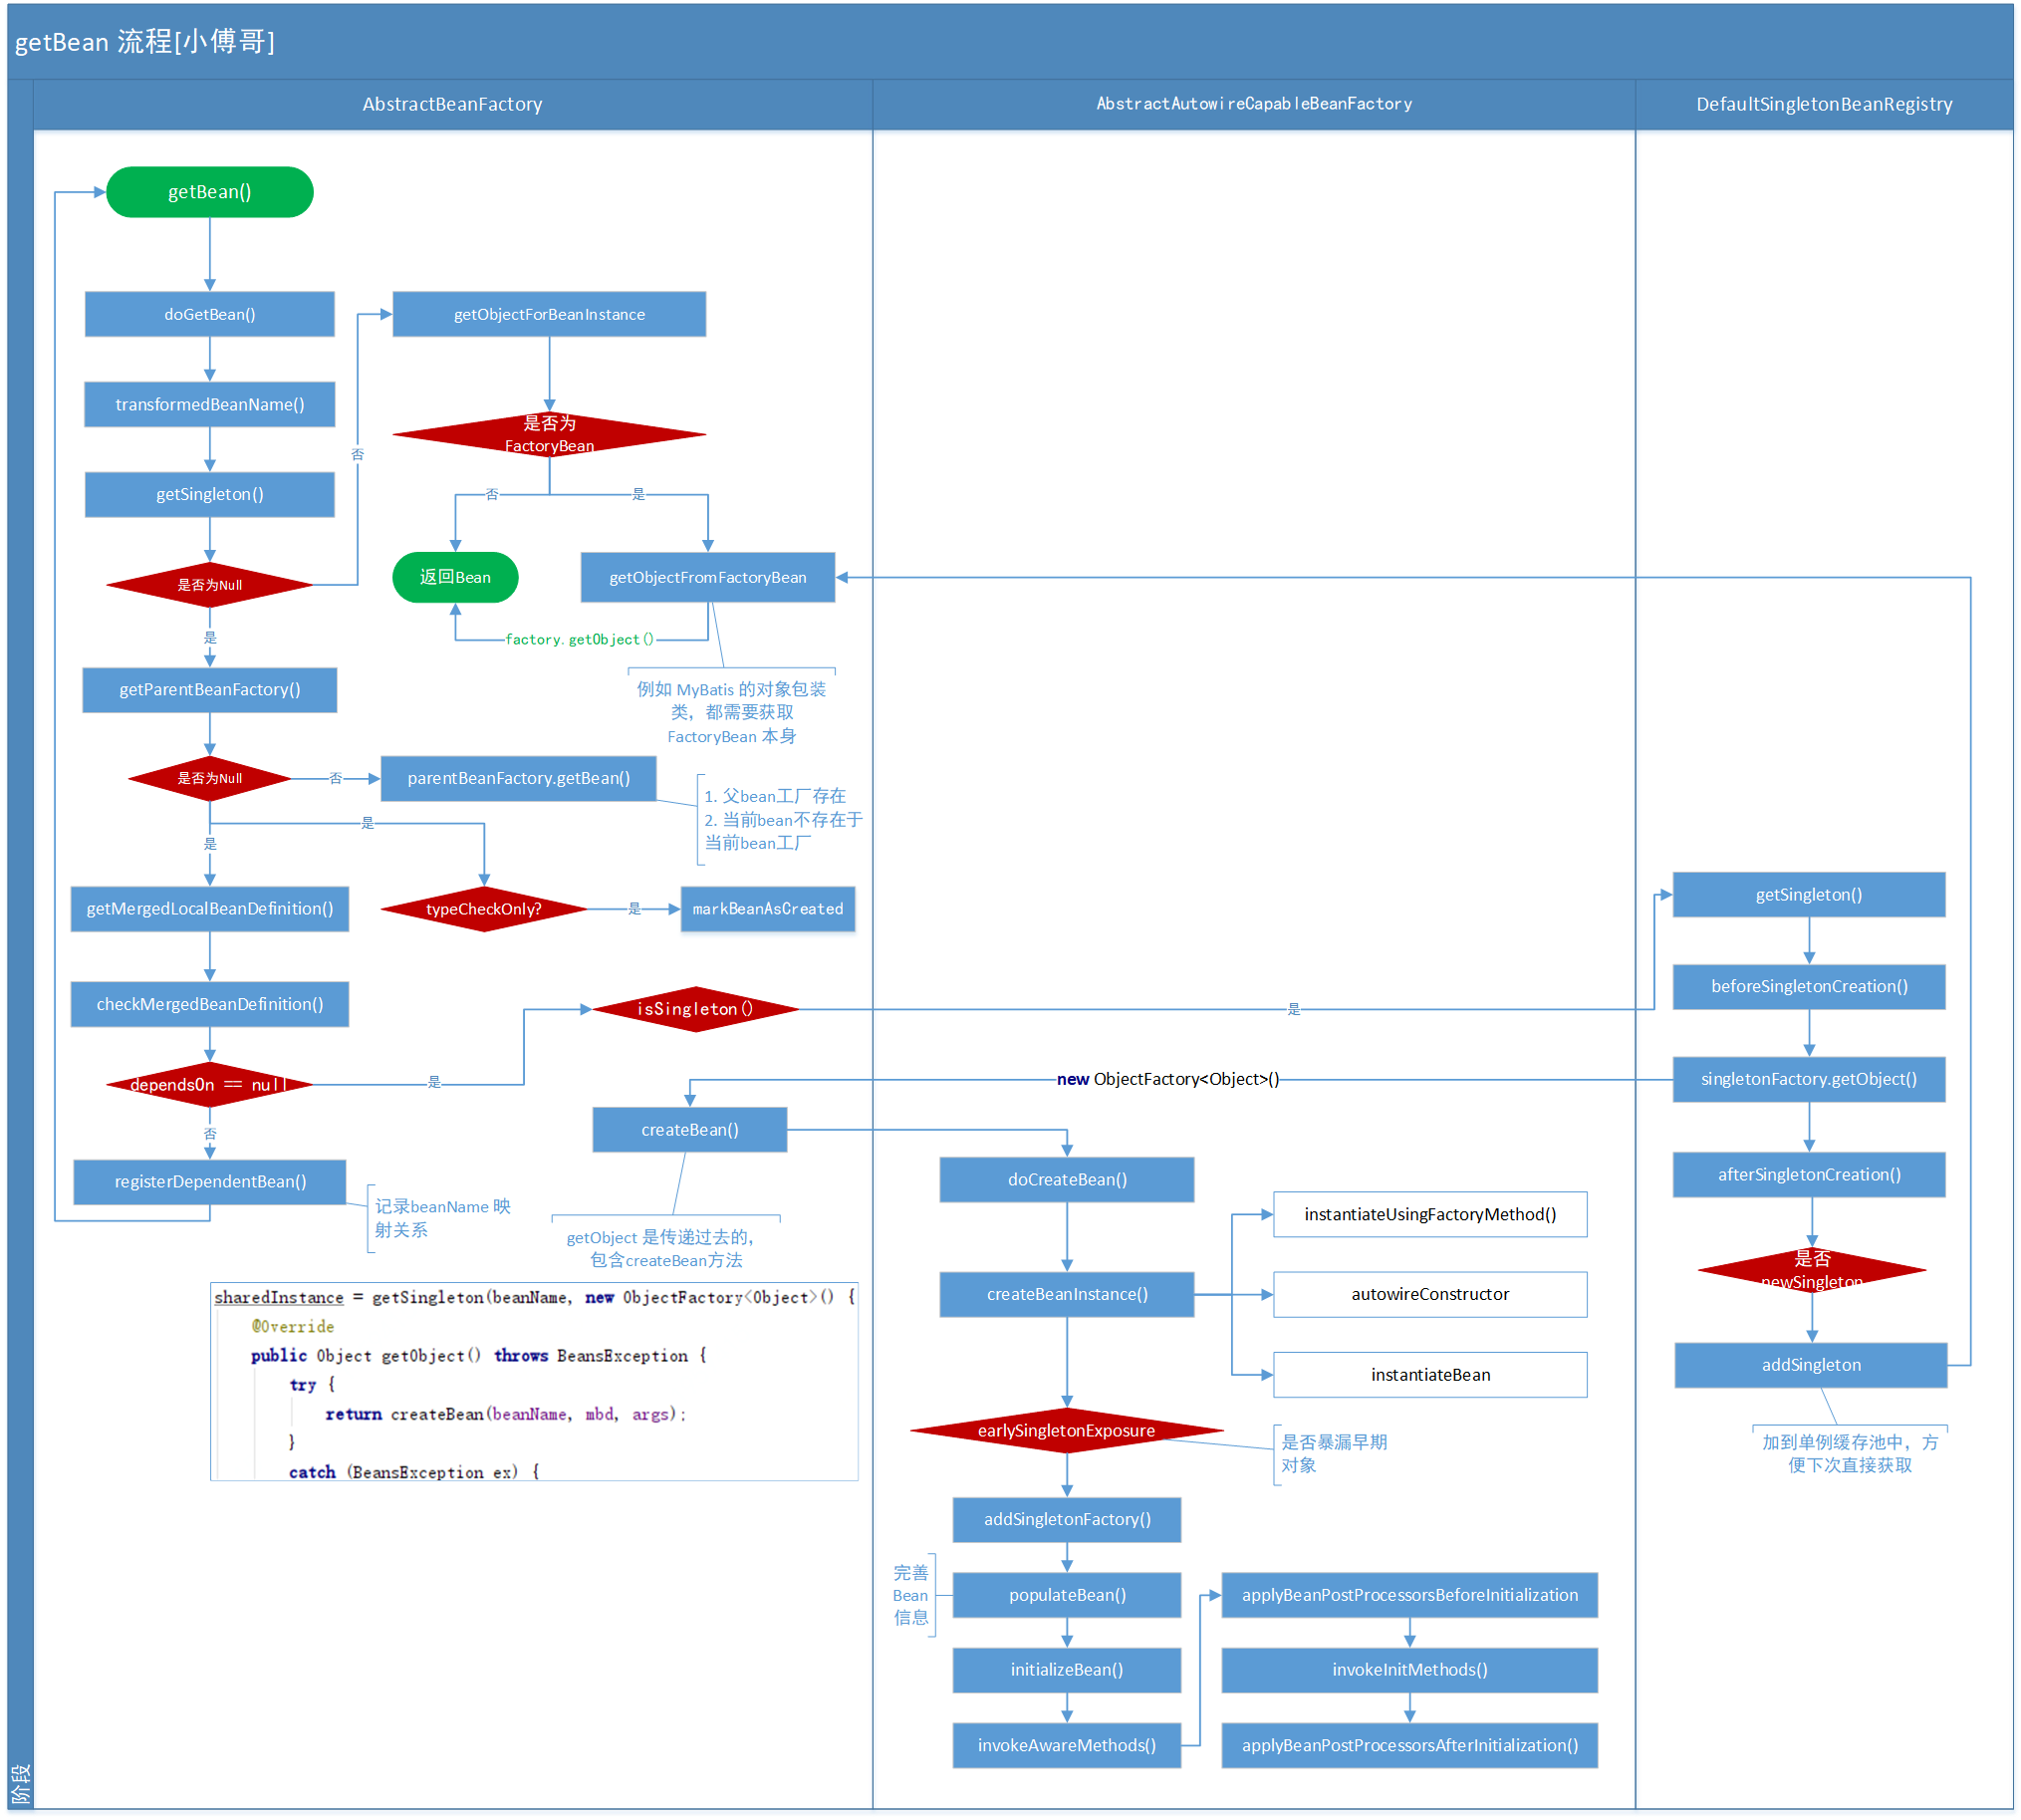 getBean 流程[小傅哥]
AbstractBeanFactory
AbstractAutowireCapableBeanFactory
DefaultSingletonBeanRegistry
阶段
getBean()
doGetBean()
transformedBeanName()
getSingleton()
是否为Null
否
是
getObjectForBeanInstance
是否为
FactoryBean
否
是
返回Bean
getObjectFromFactoryBean
factory.getObject()
例如 MyBatis 的对象包装
类，都需要获取
FactoryBean 本身
getParentBeanFactory()
是否为Null
否
parentBeanFactory.getBean()
1. 父bean工厂存在
2. 当前bean不存在于
当前bean工厂
是
是
getMergedLocalBeanDefinition()
typeCheckOnly?
是
markBeanAsCreated
checkMergedBeanDefinition()
dependsOn == null
是
否
isSingleton()
是
registerDependentBean()
记录beanName 映
射关系
createBean()
getObject 是传递过去的，
包含createBean方法
sharedInstance = getSingleton(beanName, new ObjectFactory<Object>() {
@Override
public Object getObject() throws BeansException {
try {
return createBean(beanName, mbd, args);
}
catch (BeansException ex) {
new ObjectFactory<Object>()
doCreateBean()
createBeanInstance()
instantiateUsingFactoryMethod()
autowireConstructor
instantiateBean
earlySingletonExposure
是否暴漏早期
对象
addSingletonFactory()
完善
Bean
信息
populateBean()
initializeBean()
invokeAwareMethods()
applyBeanPostProcessorsBeforeInitialization
invokeInitMethods()
applyBeanPostProcessorsAfterInitialization()
getSingleton()
beforeSingletonCreation()
singletonFactory.getObject()
afterSingletonCreation()
是否
newSingleton
addSingleton
加到单例缓存池中，方
便下次直接获取